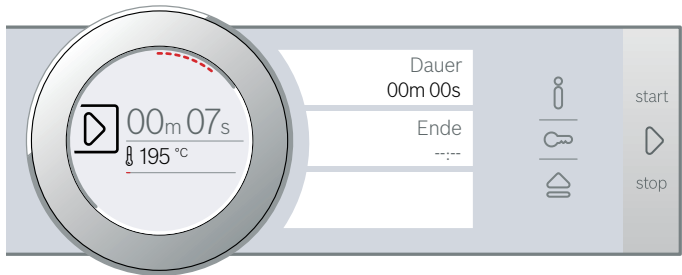 00m 07s
195 °C
Dauer
00m 00s
Ende
--:--
start
stop